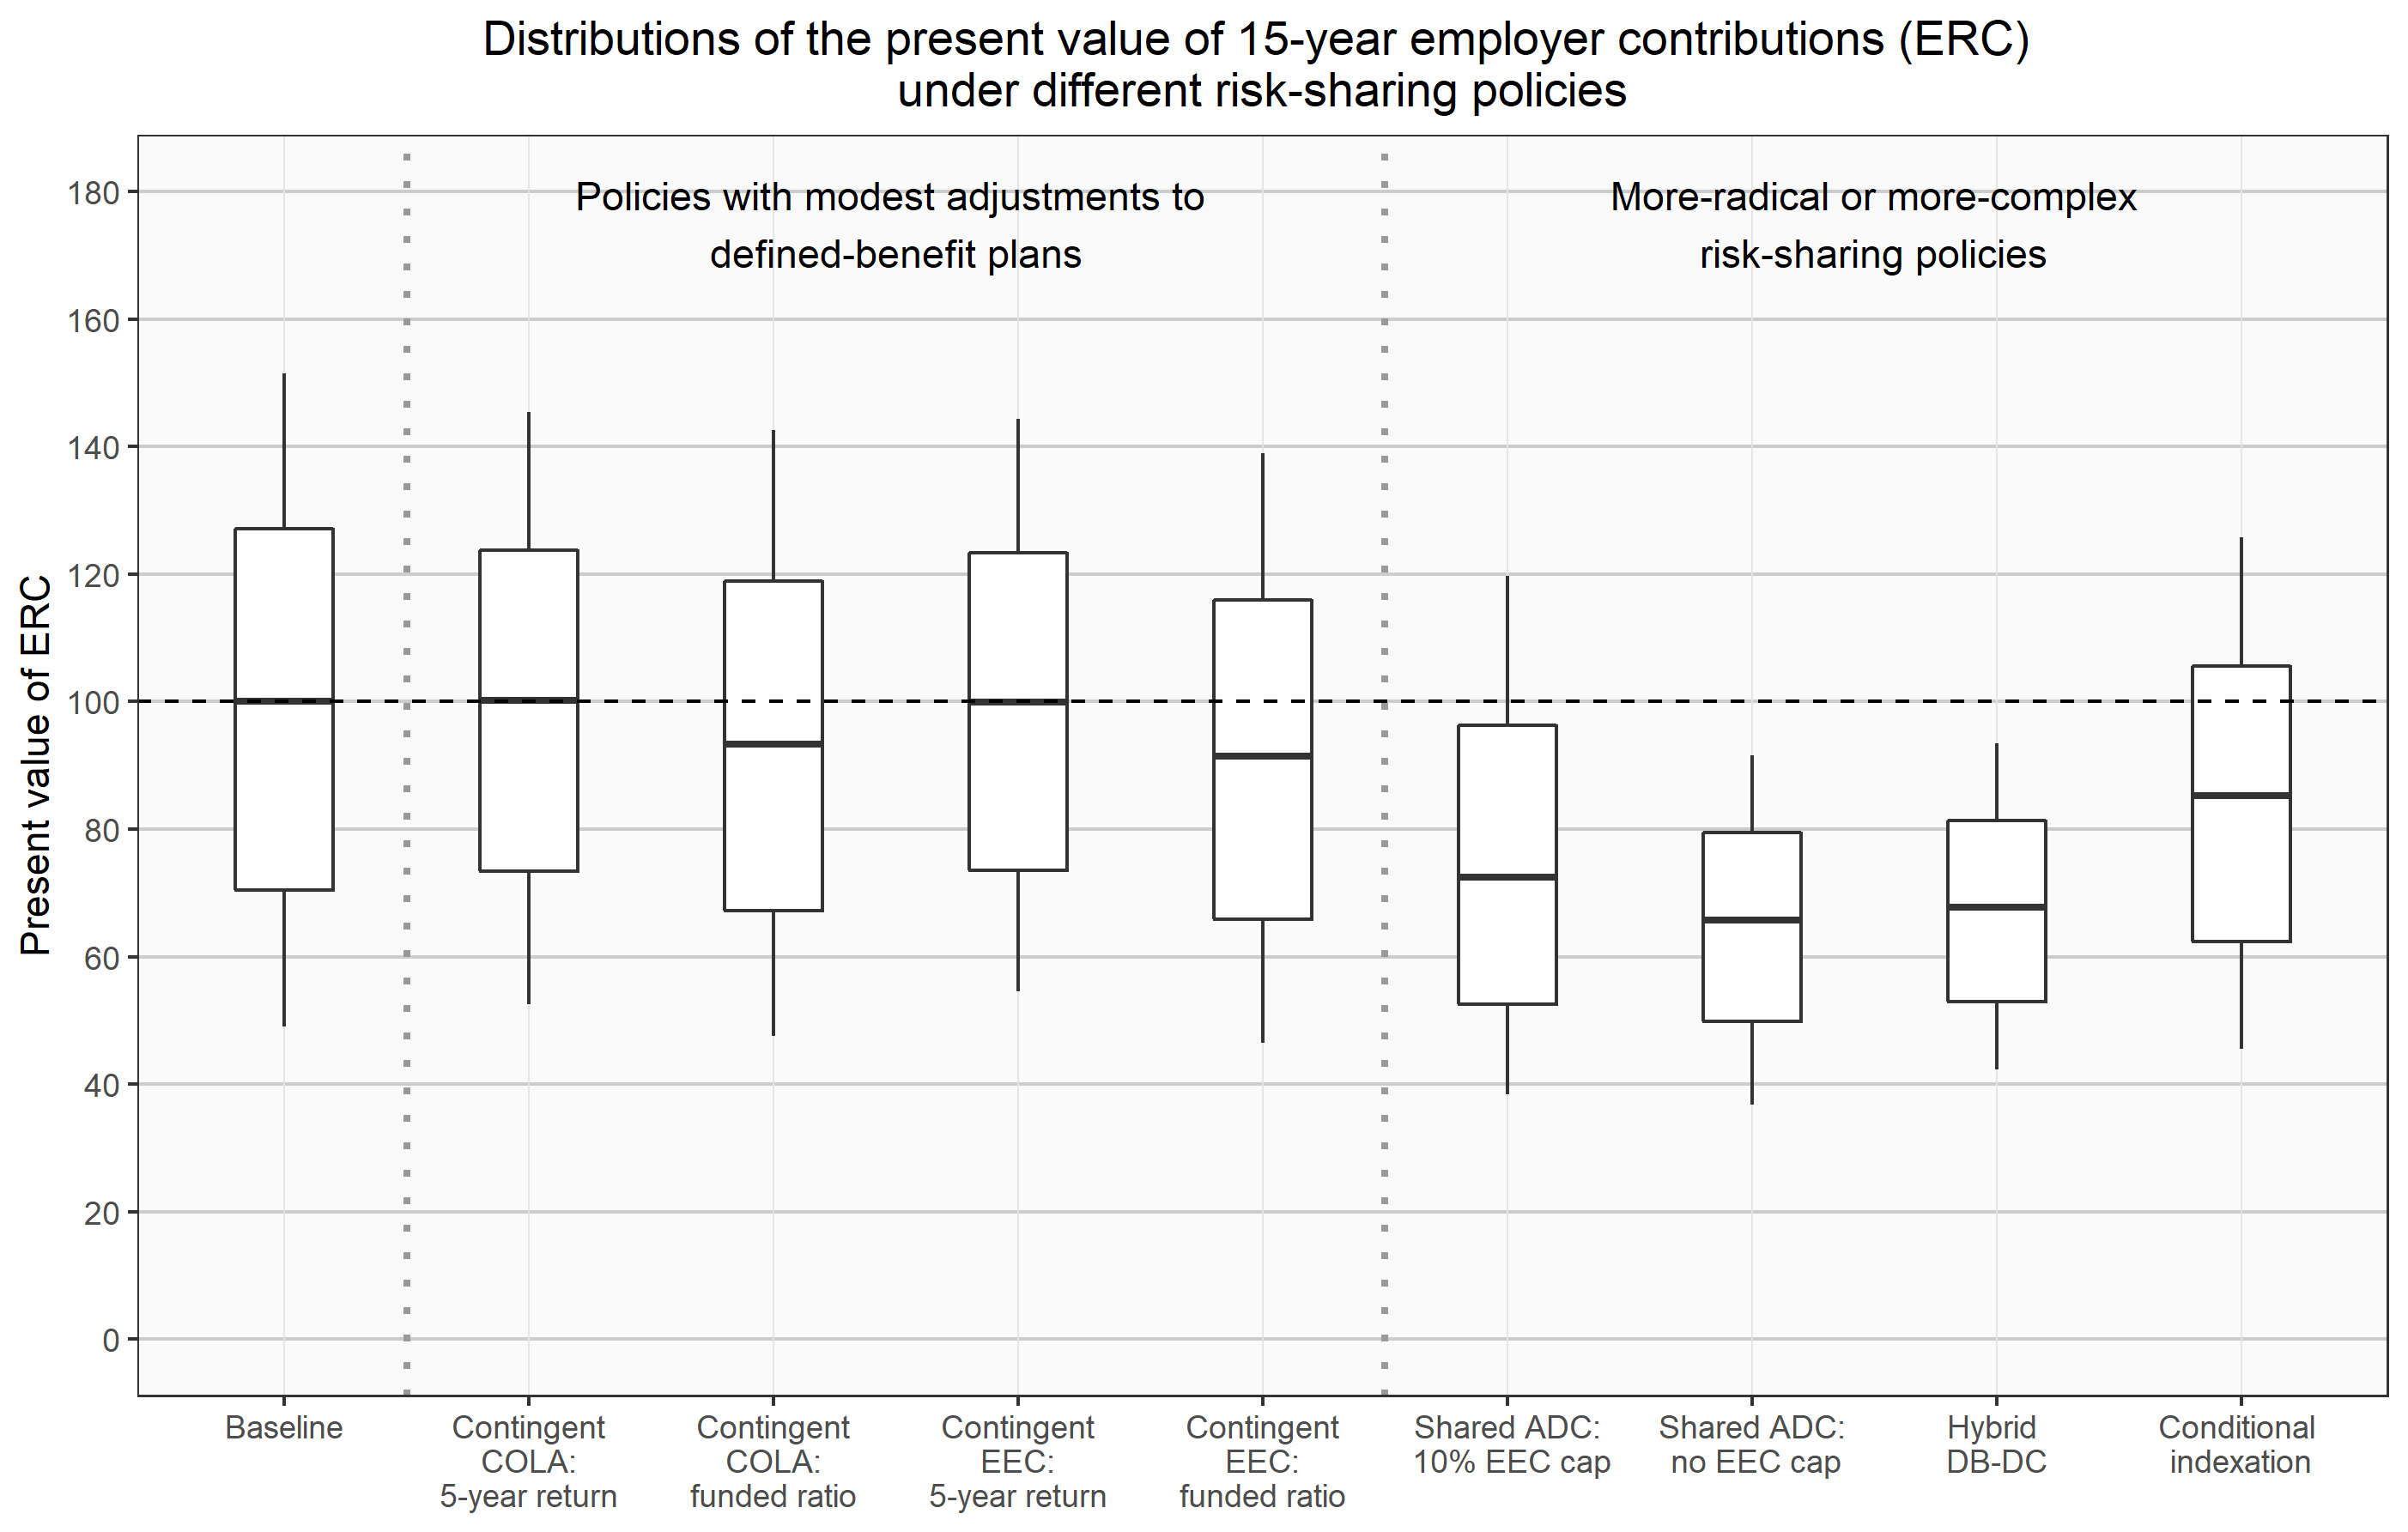 Distributions of the present value of 15-year employer contributions (ERC)
under different risk-sharing policies
Policies with modest adjustments to
defined-benefit plans
More-radical or more-complex
risk-sharing policies
Present value of ERC
180
160
140
120
100
80
60
40
20
0
Baseline
Contingent
COLA:
5-year return
Contingent
COLA:
funded ratio
Contingent
EEC:
5-year return
Contingent
EEC:
funded ratio
Shared ADC:
10% EEC cap
Shared ADC:
no EEC cap
Hybrid
DB-DC
Conditional
indexation